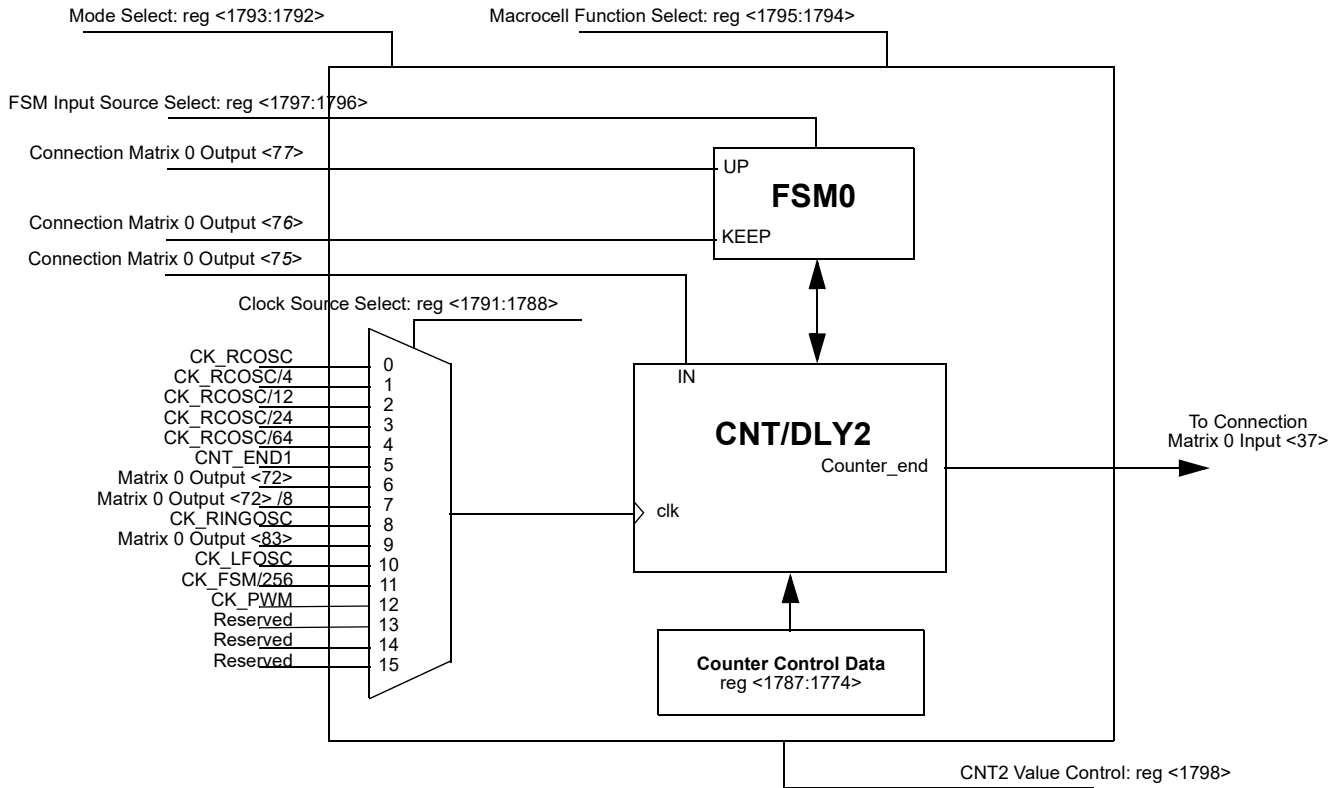 Mode Select: reg <1793:1792>
Macrocell Function Select: reg <1795:1794>
FSM Input Source Select: reg <1797:1796>
Connection Matrix 0 Output <77>
UP
FSM0
Connection Matrix 0 Output <76>
KEEP
Connection Matrix 0 Output <75>
Clock Source Select: reg <1791:1788>
CK_RCOSC 0
CK_RCOSC/4 1
CK_RCOSC/12 2
CK_RCOSC/24 3
CK_RCOSC/64 4
CNT_END1 5
Matrix 0 Output <72> 6
Matrix 0 Output <72> /8 7
CK_RINGOSC 8
Matrix 0 Output <83> 9
CK_LFOSC 10
CK_FSM/256 11
CK_PWM 12
Reserved 13
Reserved 14
Reserved 15
IN
CNT/DLY2
Counter_end
clk
To Connection
Matrix 0 Input <37>
Counter Control Data
reg <1787:1774>
CNT2 Value Control: reg <1798>